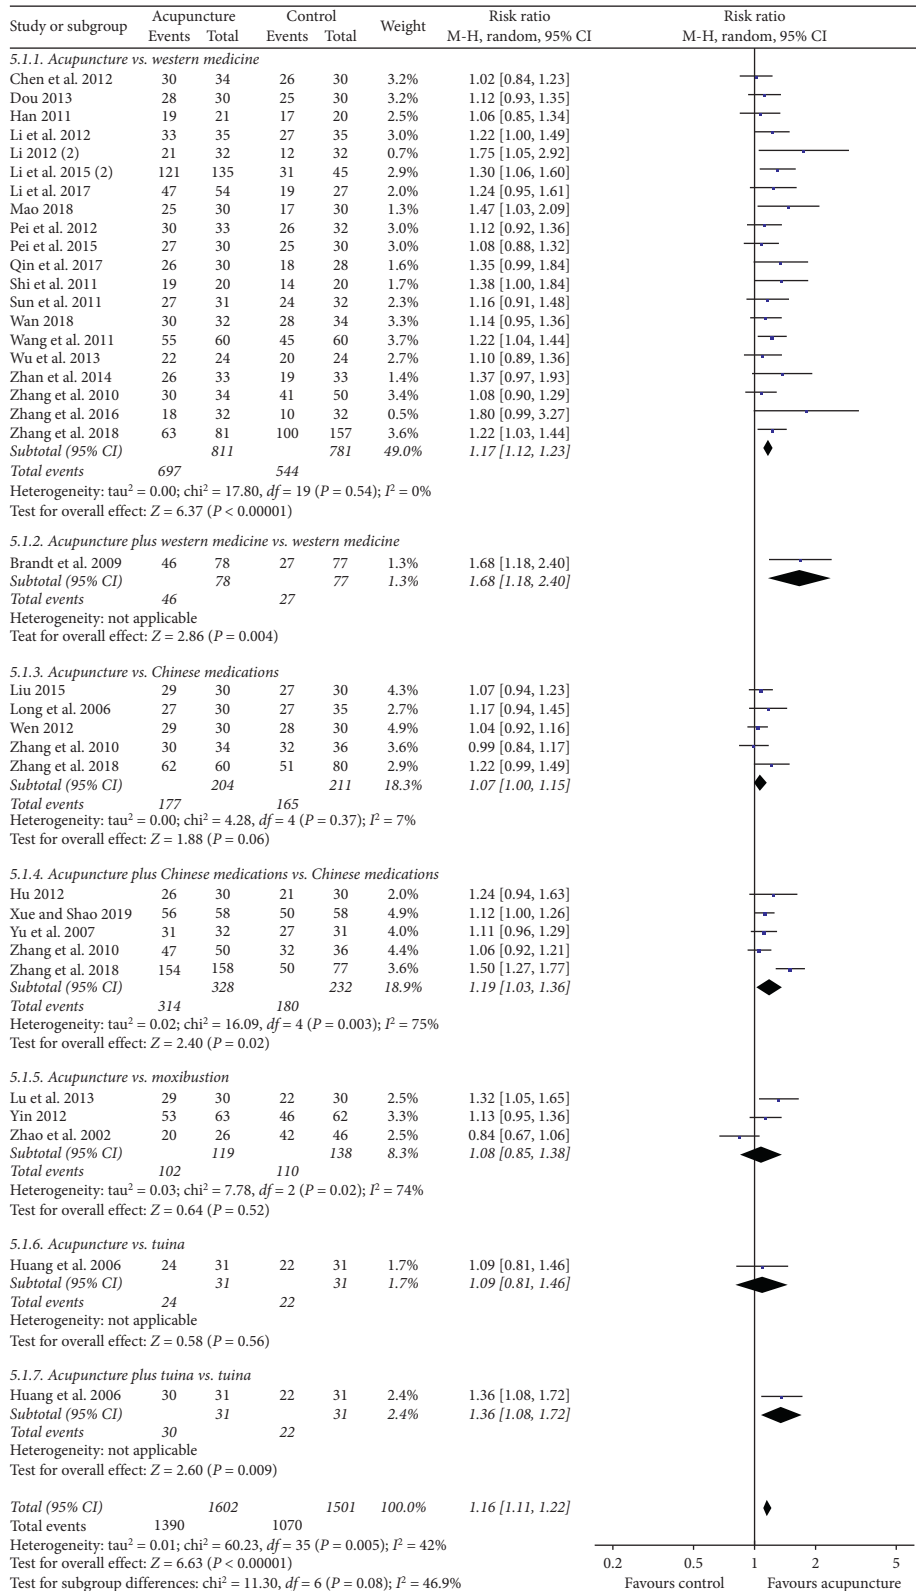 Study or subgroup Acupuncture Control Weight Risk ratio Risk ratio
Events Total Events Total M-H, random, 95% CI M-H, random, 95% CI
5.1.1. Acupuncture vs. western medicine
Chen et al. 2012 30 34 26 30 3.2% 1.02 [0.84, 1.23]
Dou 2013 28 30 25 30 3.2% 1.12 [0.93, 1.35]
Han 2011 19 21 17 20 2.5% 1.06 [0.85, 1.34]
Li et al. 2012 33 35 27 35 3.0% 1.22 [1.00, 1.49]
Li 2012 (2) 21 32 12 32 0.7% 1.75 [1.05, 2.92]
Li et al. 2015 (2) 121 135 31 45 2.9% 1.30 [1.06, 1.60]
Li et al. 2017 47 54 19 27 2.0% 1.24 [0.95, 1.61]
Mao 2018 25 30 17 30 1.3% 1.47 [1.03, 2.09]
Pei et al. 2012 30 33 26 32 3.0% 1.12 [0.92, 1.36]
Pei et al. 2015 27 30 25 30 3.0% 1.08 [0.88, 1.32]
Qin et al. 2017 26 30 18 28 1.6% 1.35 [0.99, 1.84]
Shi et al. 2011 19 20 14 20 1.7% 1.38 [1.00, 1.84]
Sun et al. 2011 27 31 24 32 2.3% 1.16 [0.91, 1.48]
Wan 2018 30 32 28 34 3.3% 1.14 [0.95, 1.36]
Wang et al. 2011 55 60 45 60 3.7% 1.22 [1.04, 1.44]
Wu et al. 2013 22 24 20 24 2.7% 1.10 [0.89, 1.36]
Zhan et al. 2014 26 33 19 33 1.4% 1.37 [0.97, 1.93]
Zhang et al. 2010 30 34 41 50 3.4% 1.08 [0.90, 1.29]
Zhang et al. 2016 18 32 10 32 0.5% 1.80 [0.99, 3.27]
Zhang et al. 2018 63 81 100 157 3.6% 1.22 [1.03, 1.44]
Subtotal (95% CI) 811 781 49.0% 1.17 [1.12, 1.23]
Total events 697 544
Heterogeneity: tau² = 0.00; chi² = 17.80, df = 19 (P = 0.54); I² = 0%
Test for overall effect: Z = 6.37 (P < 0.00001)
5.1.2. Acupuncture plus western medicine vs. western medicine
Brandt et al. 2009 46 78 27 77 1.3% 1.68 [1.18, 2.40]
Subtotal (95% CI) 78 77 1.3% 1.68 [1.18, 2.40]
Total events 46 27
Heterogeneity: not applicable
Teat for overall effect: Z = 2.86 (P = 0.004)
5.1.3. Acupuncture vs. Chinese medications
Liu 2015 29 30 27 30 4.3% 1.07 [0.94, 1.23]
Long et al. 2006 27 30 27 35 2.7% 1.17 [0.94, 1.45]
Wen 2012 29 30 28 30 4.9% 1.04 [0.92, 1.16]
Zhang et al. 2010 30 34 32 36 3.6% 0.99 [0.84, 1.17]
Zhang et al. 2018 62 60 51 80 2.9% 1.22 [0.99, 1.49]
Subtotal (95% CI) 204 211 18.3% 1.07 [1.00, 1.15]
Total events 177 165
Heterogeneity: tau² = 0.00; chi² = 4.28, df = 4 (P = 0.37); I² = 7%
Test for overall effect: Z = 1.88 (P = 0.06)
5.1.4. Acupuncture plus Chinese medications vs. Chinese medications
Hu 2012 26 30 21 30 2.0% 1.24 [0.94, 1.63]
Xue and Shao 2019 56 58 50 58 4.9% 1.12 [1.00, 1.26]
Yu et al. 2007 31 32 27 31 4.1% 1.11 [0.96, 1.29]
Zhang et al. 2010 47 50 32 36 4.4% 1.06 [0.92, 1.21]
Zhang et al. 2018 154 158 50 77 3.6% 1.50 [1.27, 1.77]
Subtotal (95% CI) 328 232 18.9% 1.19 [1.03, 1.36]
Total events 314 180
Heterogeneity: tau² = 0.02; chi² = 16.09, df = 4 (P = 0.003); I² = 75%
Test for overall effect: Z = 2.40 (P = 0.02)
5.1.5. Acupuncture vs. moxibustion
Lu et al. 2013 29 30 22 30 2.5% 1.32 [1.05, 1.65]
Yin 2012 53 63 46 62 3.3% 1.13 [0.95, 1.36]
Zhao et al. 2002 20 26 42 46 2.5% 0.84 [0.67, 1.06]
Subtotal (95% CI) 119 138 8.3% 1.08 [0.85, 1.38]
Total events 102 110
Heterogeneity: tau² = 0.03; chi² = 7.78, df = 2 (P = 0.02); I² = 74%
Test for overall effect: Z = 0.64 (P = 0.52)
5.1.6. Acupuncture vs. tuina
Huang et al. 2006 24 31 22 31 1.7% 1.09 [0.81, 1.46]
Subtotal (95% CI) 31 31 1.7% 1.09 [0.81, 1.46]
Total events 24 22
Heterogeneity: not applicable
Test for overall effect: Z = 0.58 (P = 0.56)
5.1.7. Acupuncture plus tuina vs. tuina
Huang et al. 2006 30 31 22 31 2.4% 1.36 [1.08, 1.72]
Subtotal (95% CI) 31 31 2.4% 1.36 [1.08, 1.72]
Total events 30 22
Heterogeneity: not applicable
Test for overall effect: Z = 2.60 (P = 0.009)
Total (95% CI) 1602 1501 100.0% 1.16 [1.11, 1.22]
Total events 1390 1070
Heterogeneity: tau² = 0.01; chi² = 60.23, df = 35 (P = 0.005); I² = 42%
Test for overall effect: Z = 6.63 (P < 0.00001)
Test for subgroup differences: chi² = 11.30, df = 6 (P = 0.08); I² = 46.9%
0.2 0.5 1 2 5
Favours control Favours acupuncture